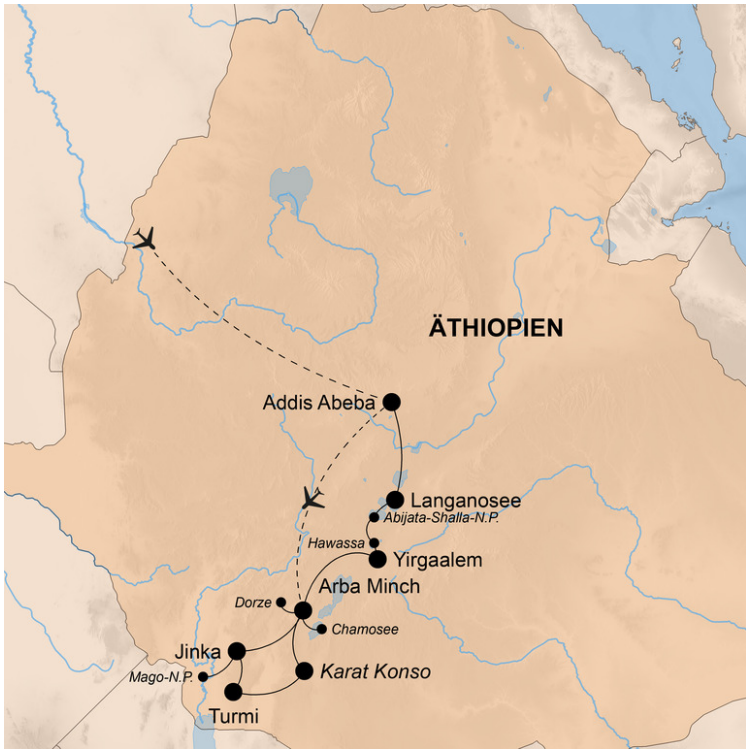 ÄTHIOPIEN
Addis Abeba
Langanosee
Abijata-Shalla-N.P.
Hawassa
Yirgaalem
Arba Minch
Dorze
Chamosee
Jinka
Karat Konso
Mago-N.P.
Turmi